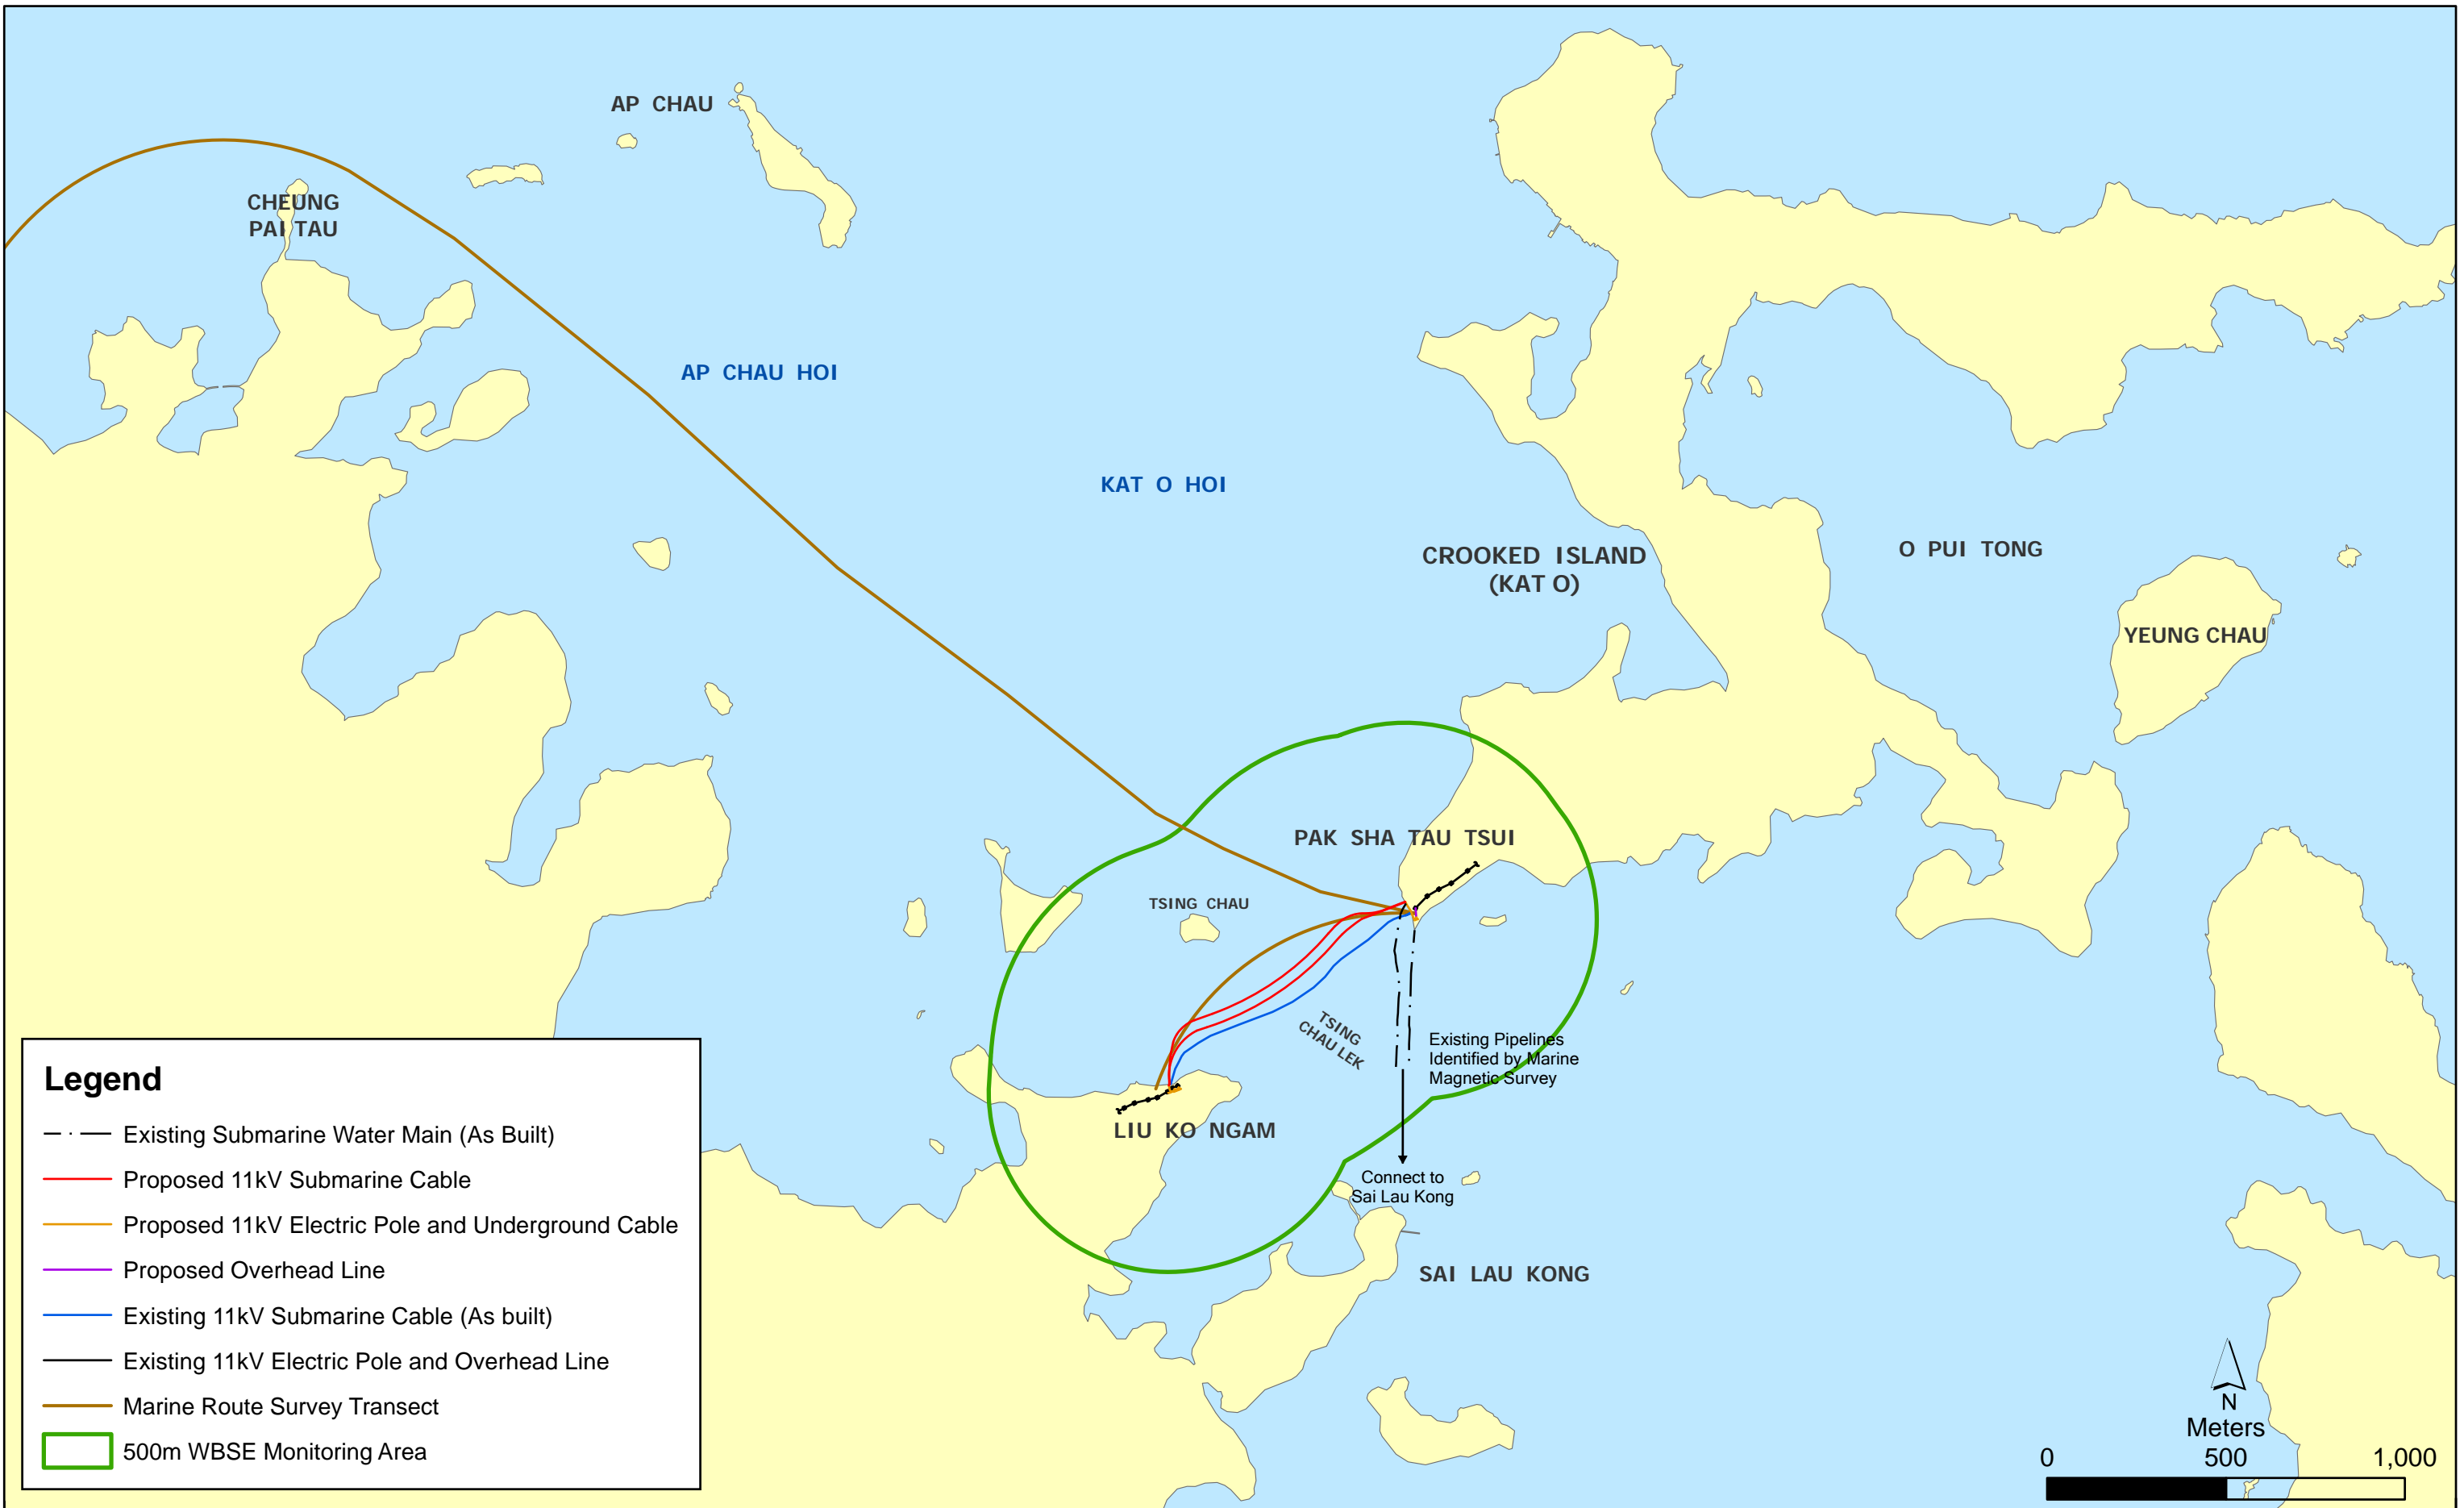 AP CHAU
CHEUNG
PAI TAU
AP CHAU HOI
KAT O HOI
CROOKED ISLAND
(KAT O)
O PUI TONG
YEUNG CHAU
PAK SHA TAU TSUI
TSING CHAU
TSING
CHAU LEK
Existing Pipelines
Identified by Marine
Magnetic Survey
LIU KO NGAM
Connect to
Sai Lau Kong
SAI LAU KONG
Legend
Existing Submarine Water Main (As Built)
Proposed 11kV Submarine Cable
Proposed 11kV Electric Pole and Underground Cable
Proposed Overhead Line
Existing 11kV Submarine Cable (As built)
Existing 11kV Electric Pole and Overhead Line
Marine Route Survey Transect
500m WBSE Monitoring Area
N
Meters
0 500 1,000